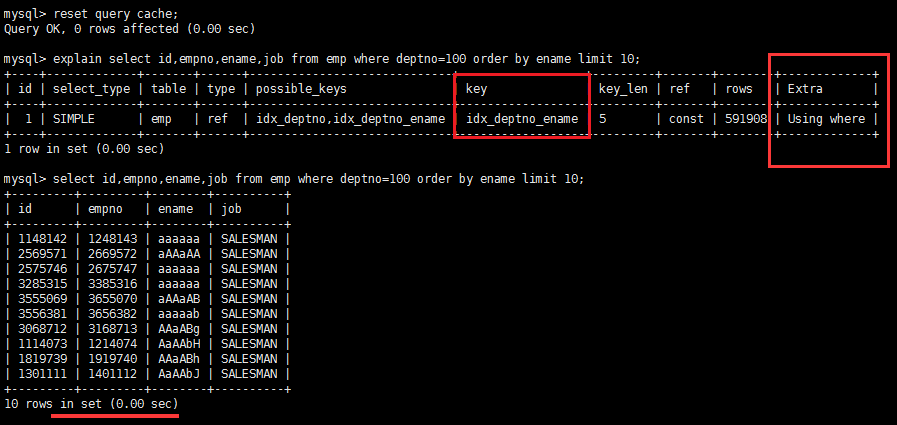 mysql> reset query cache;
Query OK, 0 rows affected (0.00 sec)
mysql> explain select id,empno,ename,job from emp where deptno=100 order by ename limit 10;
+----+-------------+-------+------+-----------------------------+------------------+---------+-------+--------+-------------+
| id | select_type | table | type | possible_keys | key | key_len | ref | rows | Extra |
+----+-------------+-------+------+-----------------------------+------------------+---------+-------+--------+-------------+
| 1 | SIMPLE | emp | ref | idx_deptno,idx_deptno_ename | idx_deptno_ename | 5 | const | 591908 | Using where |
+----+-------------+-------+------+-----------------------------+------------------+---------+-------+--------+-------------+
1 row in set (0.00 sec)
mysql> select id,empno,ename,job from emp where deptno=100 order by ename limit 10;
+---------+---------+--------+----------+
| id | empno | ename | job |
+---------+---------+--------+----------+
| 1148142 | 1248143 | aaaaaa | SALESMAN |
| 2569571 | 2669572 | aAAaAA | SALESMAN |
| 2575746 | 2675747 | aaaaaa | SALESMAN |
| 3285315 | 3385316 | aaaaaa | SALESMAN |
| 3555069 | 3655070 | aAAaAB | SALESMAN |
| 3556381 | 3656382 | aaaaab | SALESMAN |
| 3068712 | 3168713 | AAaABg | SALESMAN |
| 1114073 | 1214074 | AaAAbH | SALESMAN |
| 1819739 | 1919740 | AAaABh | SALESMAN |
| 1301111 | 1401112 | AaAAbJ | SALESMAN |
+---------+---------+--------+----------+
10 rows in set (0.00 sec)